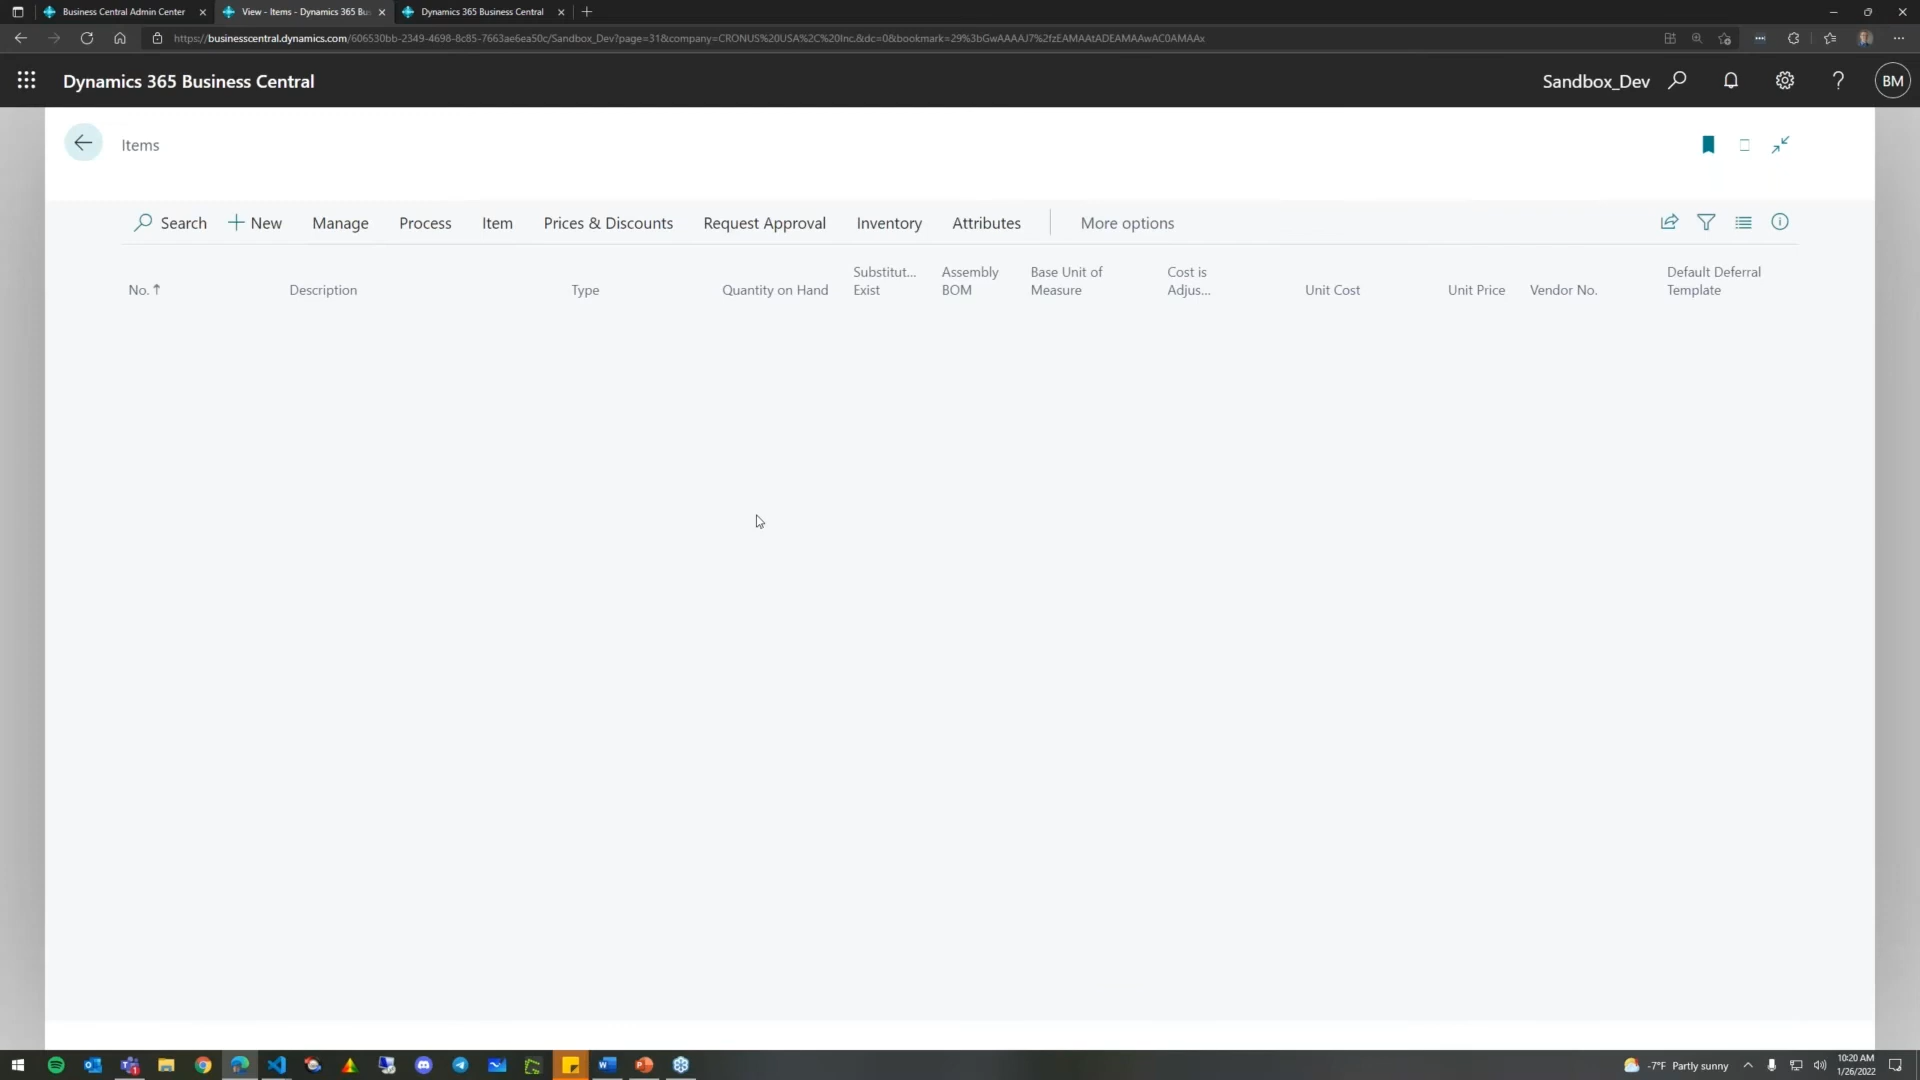 Business Central Admin Center
View - Items - Dynamics 365 Bu
Dynamics 365 Business Central
https://businesscentral.dynamics.com/606530bb-2349-4698-8c85-7663ae6ea50c/Sandbox_Dev?page=31&company=CRONUS%20USA%2C%20Inc.&dc=0&bookmark=29%3bGwAAAAJ7%2fzEAMAAtADEAMAAwAC0AMAAx
Dynamics 365 Business Central
Sandbox_Dev
BM
Items
Search New Manage Process Item Prices & Discounts Request Approval Inventory Attributes More options
No. ↑ Description Type Quantity on Hand Substitut... Exist Assembly BOM Base Unit of Measure Cost is Adjus... Unit Cost Unit Price Vendor No. Default Deferral Template
-7°F Partly sunny
10:20 AM
1/26/2022